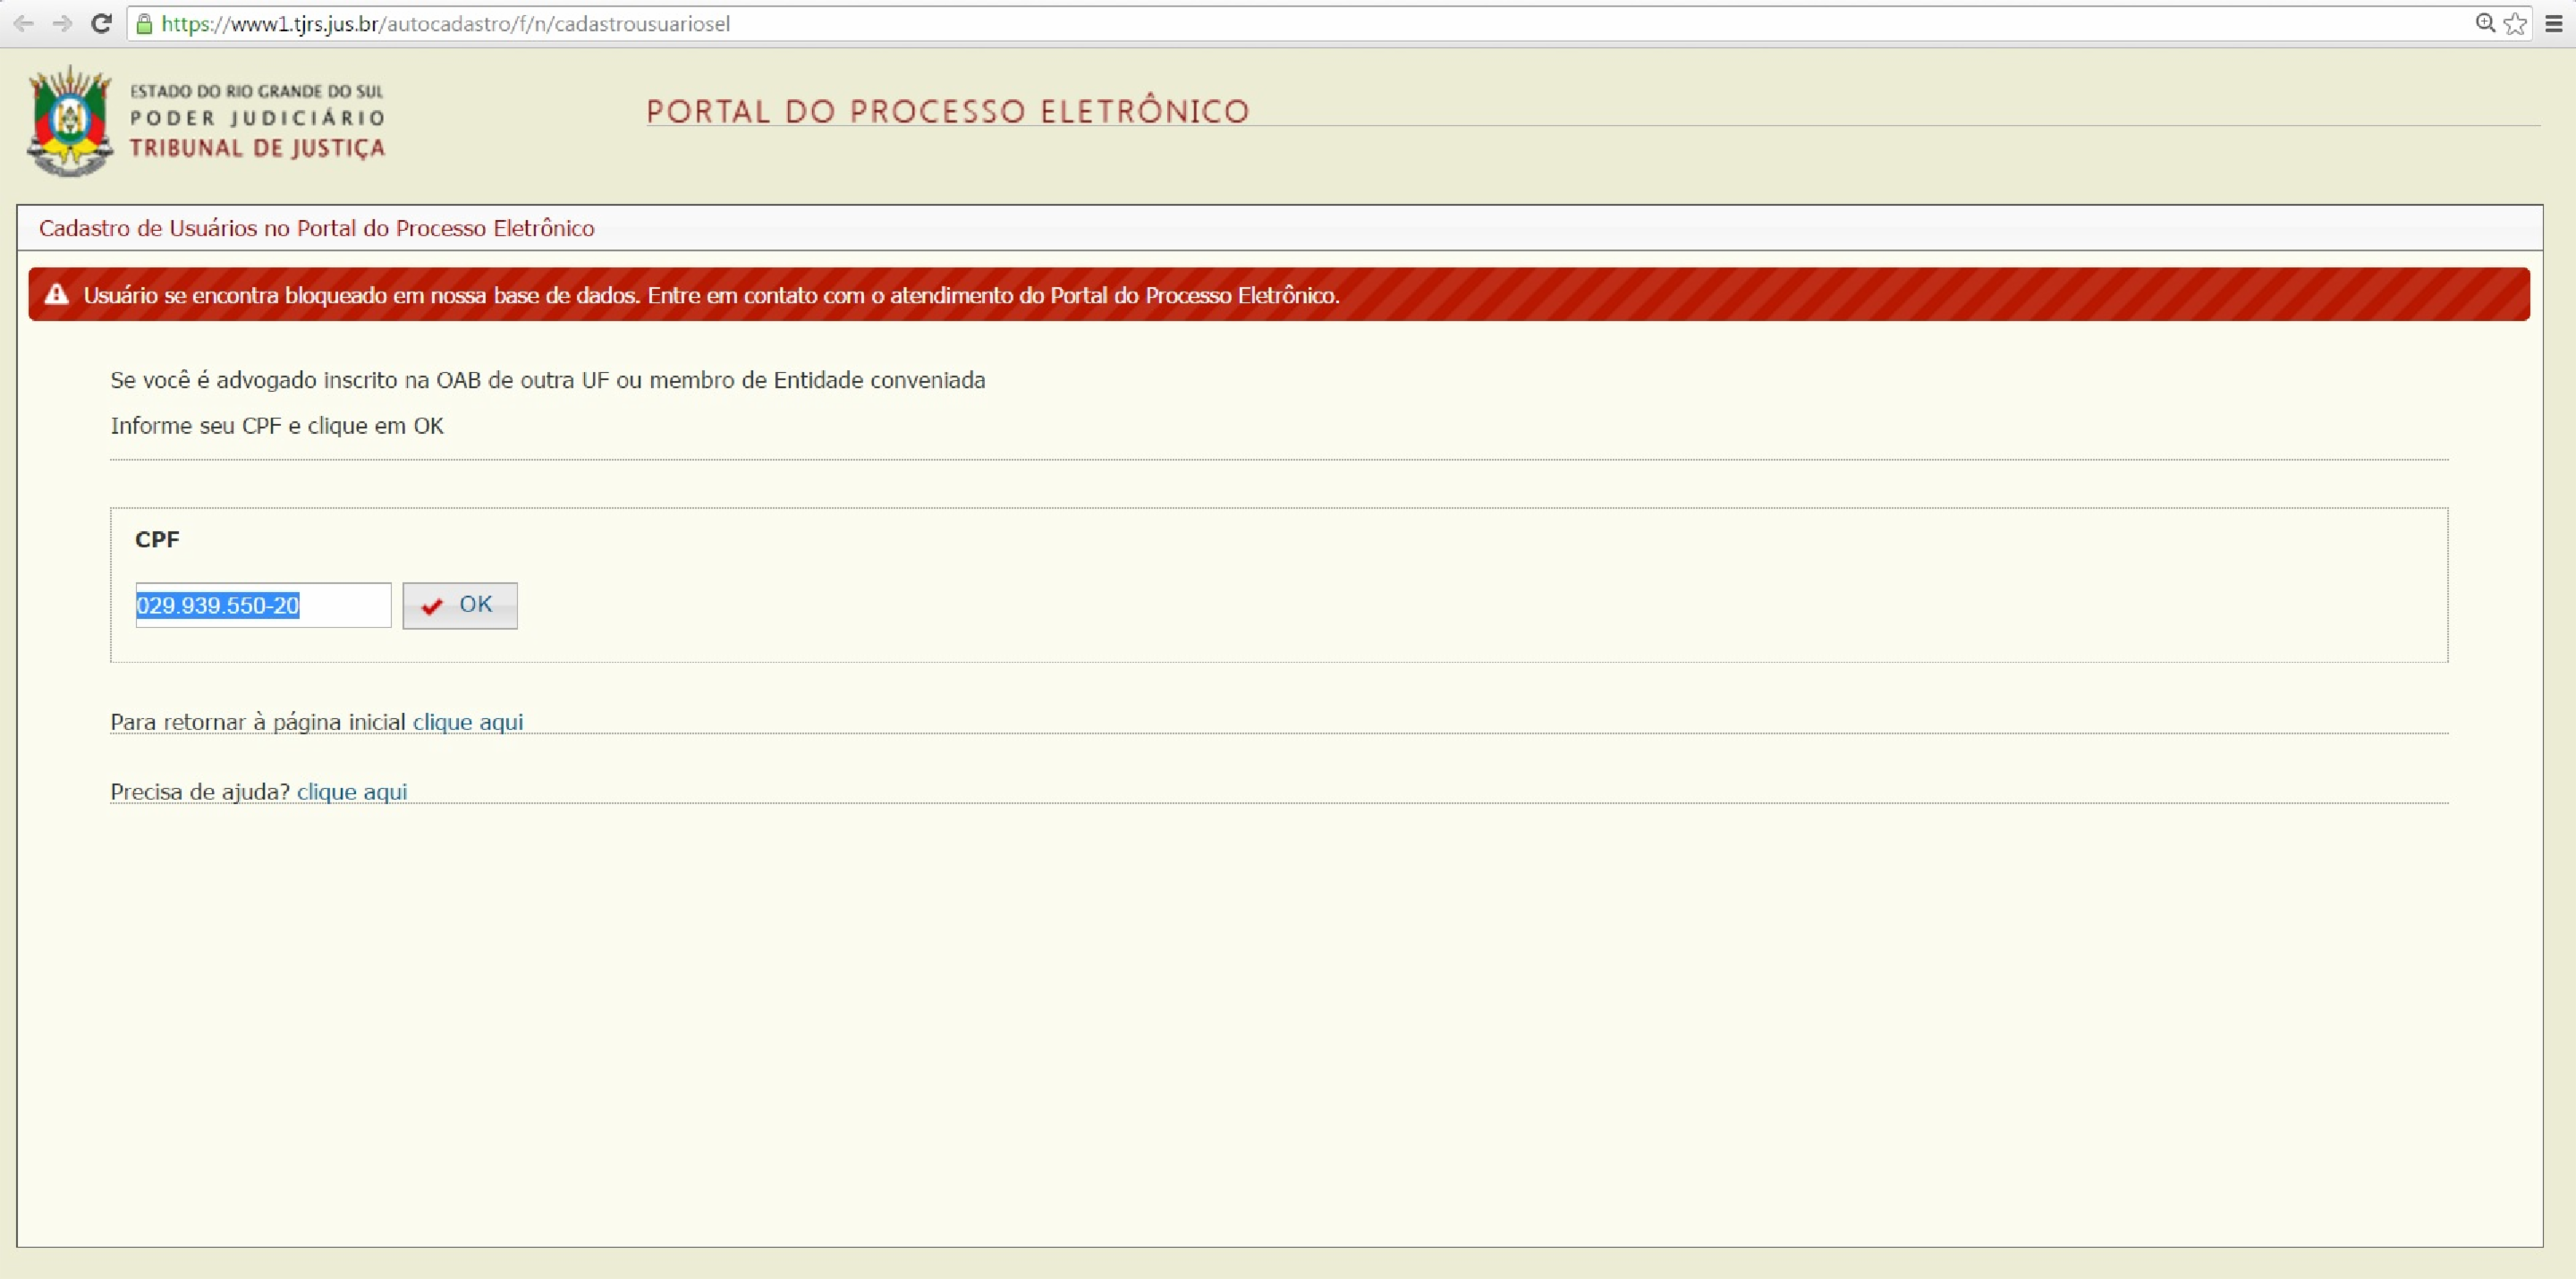 https://www1.tjrs.jus.br/autocadastro/f/n/cadastrousuariosel
ESTADO DO RIO GRANDE DO SUL
PODER JUDICIÁRIO
TRIBUNAL DE JUSTIÇA
PORTAL DO PROCESSO ELETRÔNICO
Cadastro de Usuários no Portal do Processo Eletrônico
Usuário se encontra bloqueado em nossa base de dados. Entre em contato com o atendimento do Portal do Processo Eletrônico.
Se você é advogado inscrito na OAB de outra UF ou membro de Entidade conveniada
Informe seu CPF e clique em OK
CPF
029.939.550-20
OK
Para retornar à página inicial clique aqui
Precisa de ajuda? clique aqui